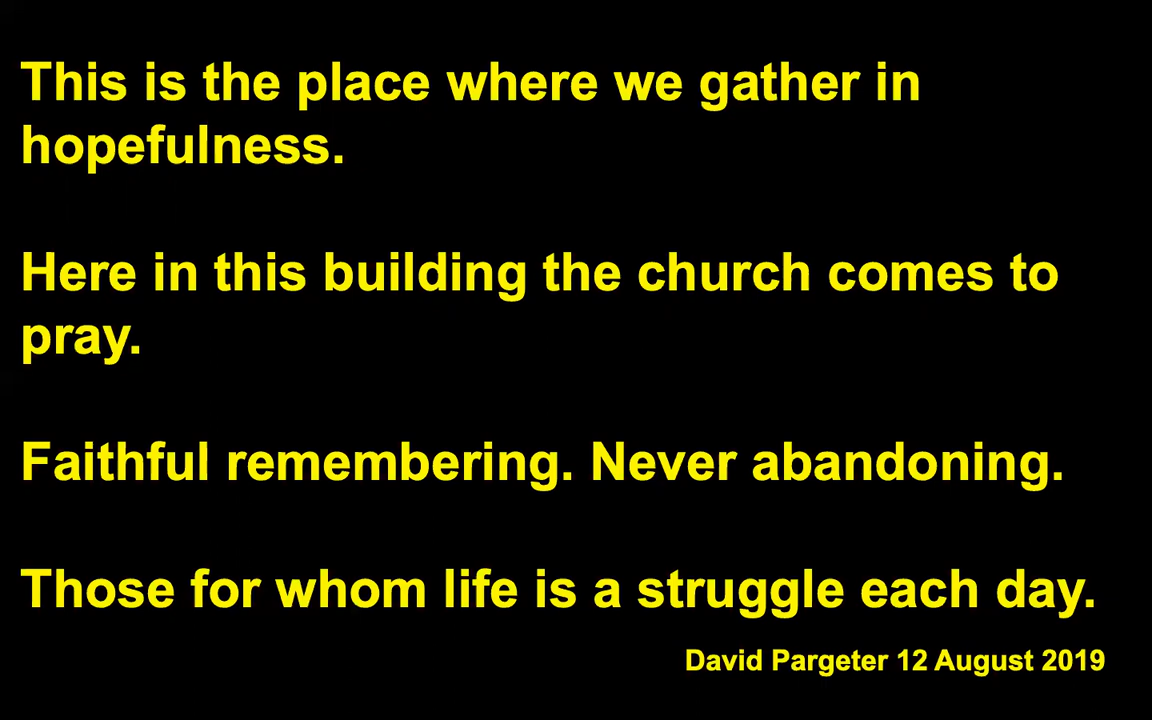 This is the place where we gather in
hopefulness.
Here in this building the church comes to
pray.
Faithful remembering. Never abandoning.
Those for whom life is a struggle each day.
David Pargeter 12 August 2019